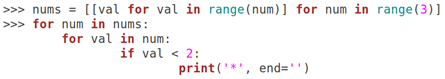 >>> nums = [[val for val in range(num)] for num in range(3)]
>>> for num in nums:
        for val in num:
                if val < 2:
                        print('*', end='')